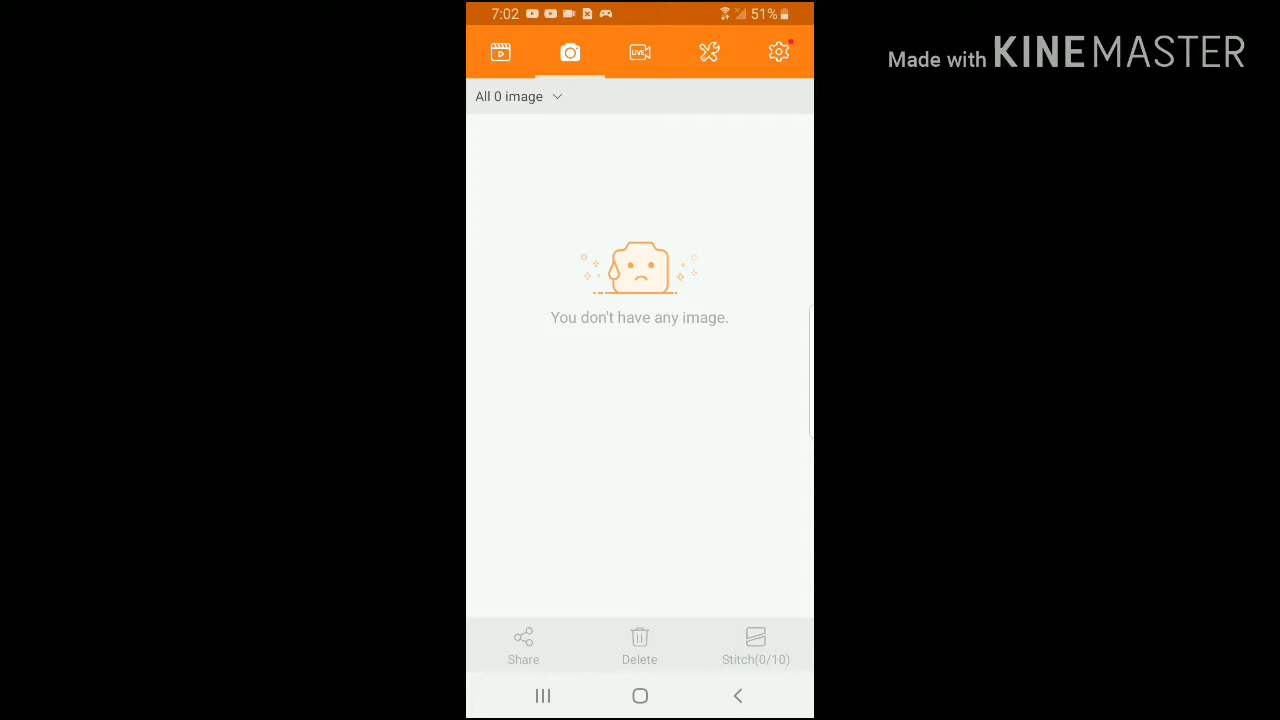 7:02
51%
Made with KINEMASTER
LIVE
All 0 image
You don't have any image.
Share
Delete
Stitch(0/10)